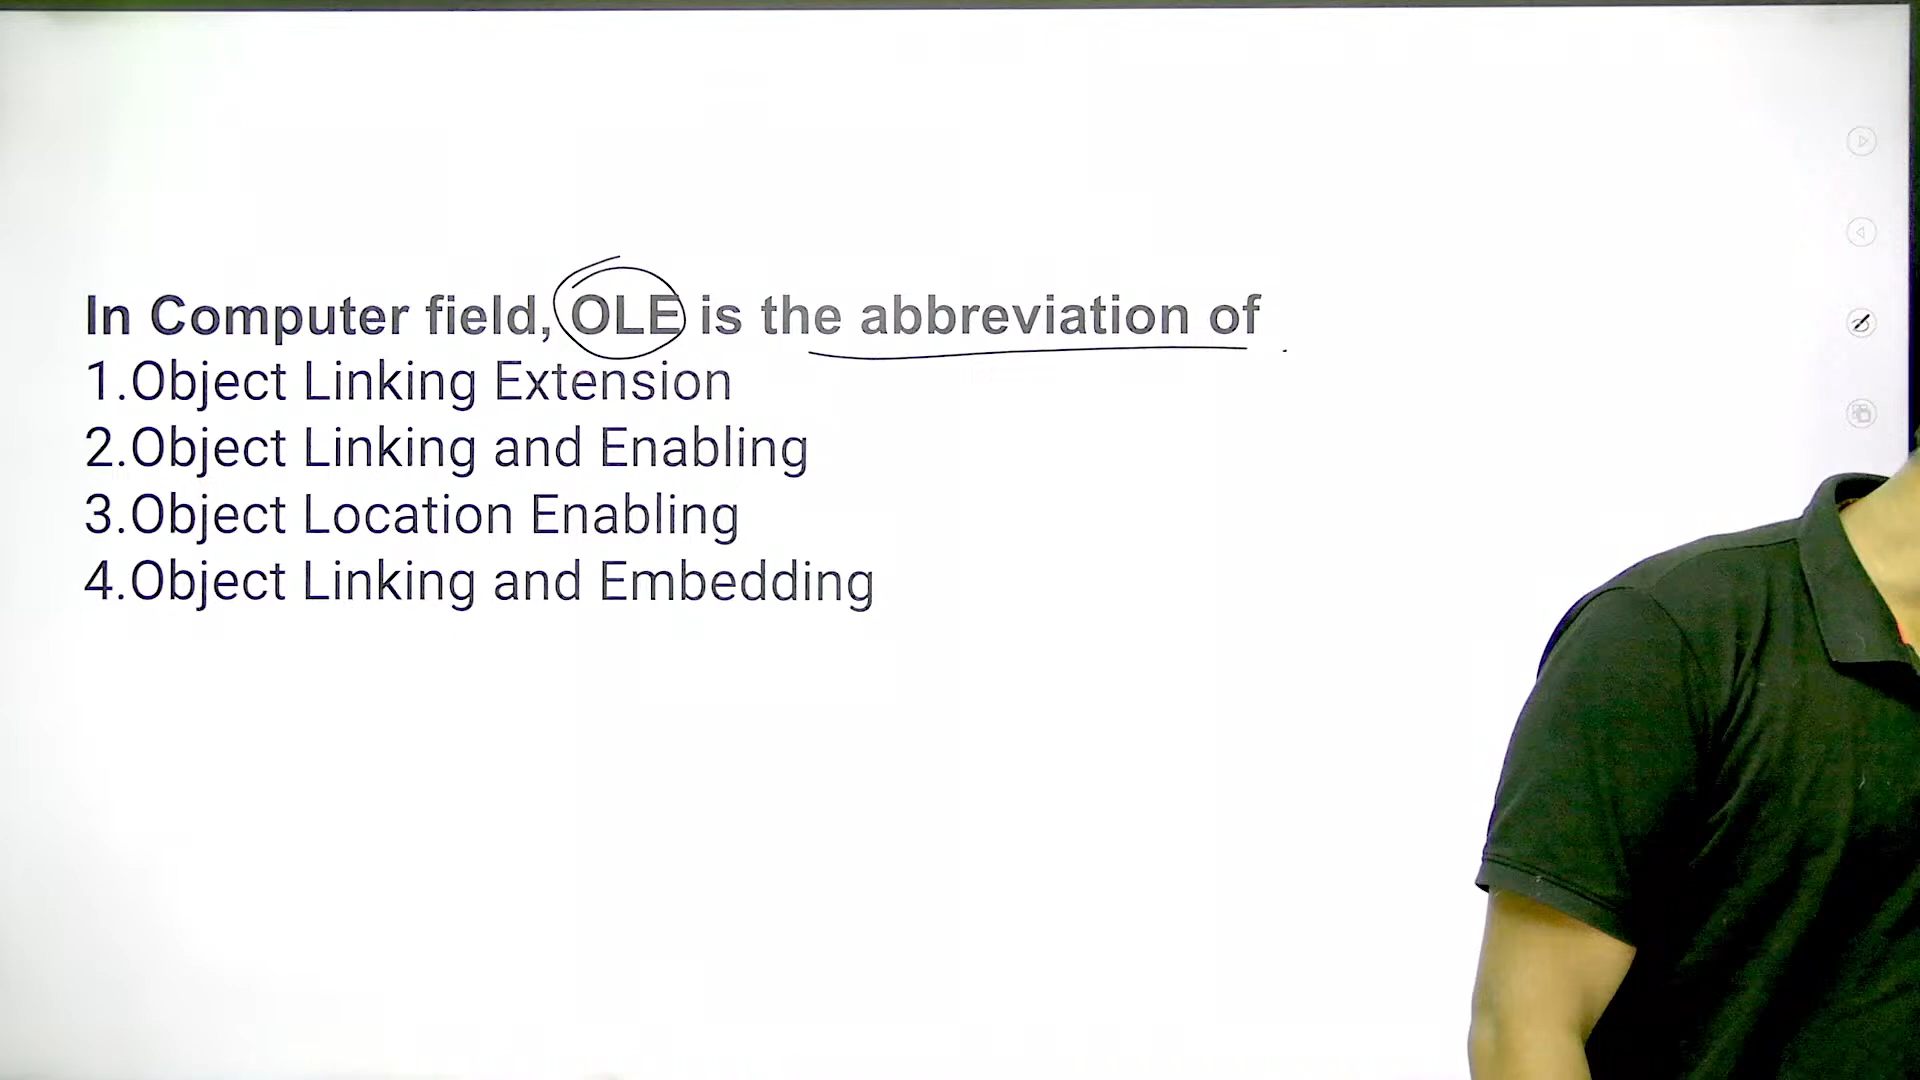 In Computer field, OLE is the abbreviation of
1.Object Linking Extension
2.Object Linking and Enabling
3.Object Location Enabling
4.Object Linking and Embedding